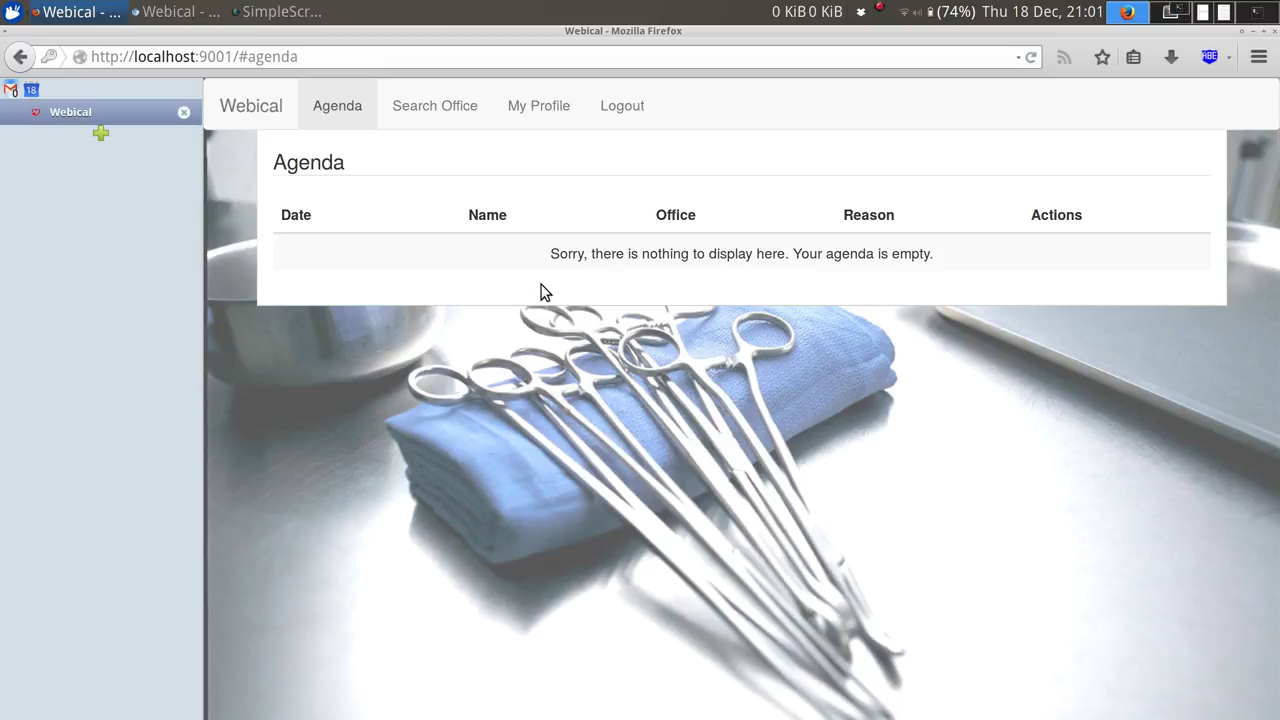 Webical - ...
Webical - ...
SimpleScr...
0 KiB 0 KiB
(74%) Thu 18 Dec, 21:01
Webical - Mozilla Firefox
http://localhost:9001/#agenda
ABE
18
Webical
Webical
Agenda
Search Office
My Profile
Logout
Agenda
Date
Name
Office
Reason
Actions
Sorry, there is nothing to display here. Your agenda is empty.